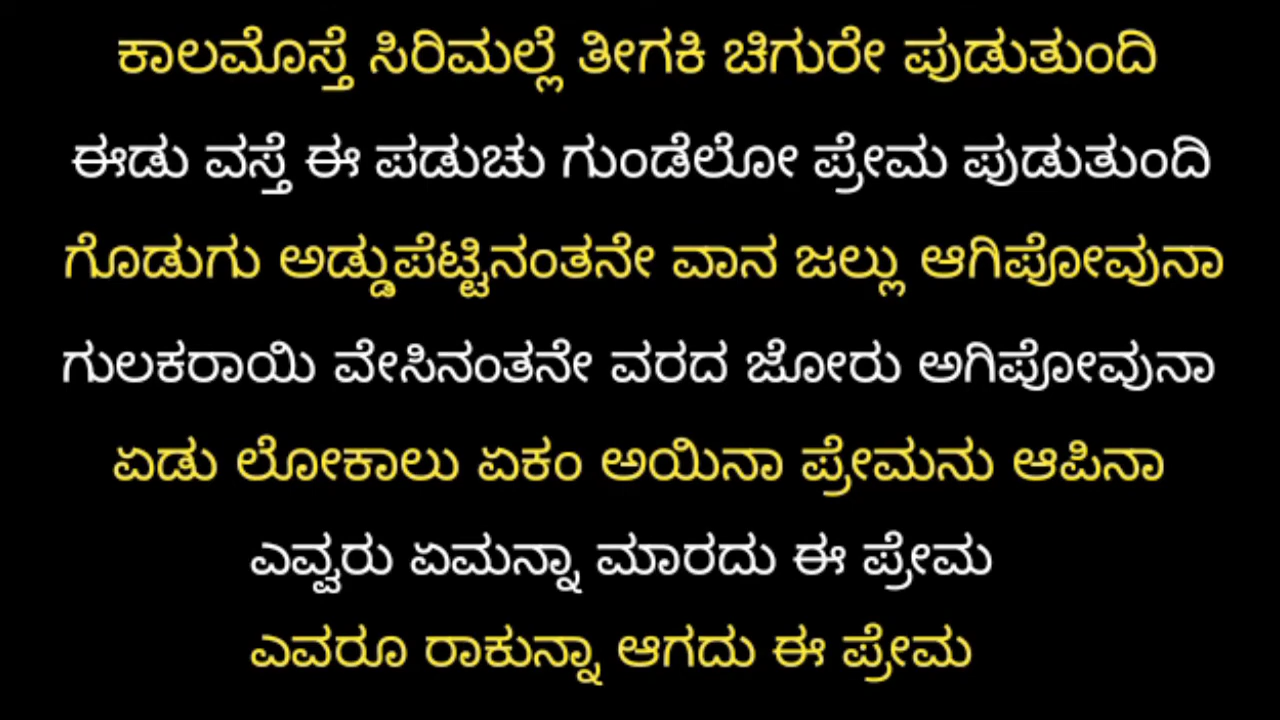 ಕಾಲಮೊಸ್ತೆ ಸಿರಿಮಲ್ಲೆ ತೀಗಕಿ ಚಿಗುರೇ ಪುಡುತುಂದಿ
ಈಡು ವಸ್ತೆ ಈ ಪಡುಚು ಗುಂಡೆಲೋ ಪ್ರೇಮ ಪುಡುತುಂದಿ
ಗೊಡುಗು ಅಡ್ಡುಪೆಟ್ಟಿನಂತನೇ ವಾನ ಜಲ್ಲು ಆಗಿಪೋವುನಾ
ಗುಲಕರಾಯಿ ವೇಸಿನಂತನೇ ವರದ ಜೋರು ಅಗಿಪೋವುನಾ
ಏಡು ಲೋಕಾಲು ಏಕಂ ಅಯಿನಾ ಪ್ರೇಮನು ಆಪಿನಾ
ಎವ್ವರು ಏಮನ್ನಾ ಮಾರದು ಈ ಪ್ರೇಮ
ಎವರೂ ರಾಕುನ್ನಾ ಆಗದು ಈ ಪ್ರೇಮ